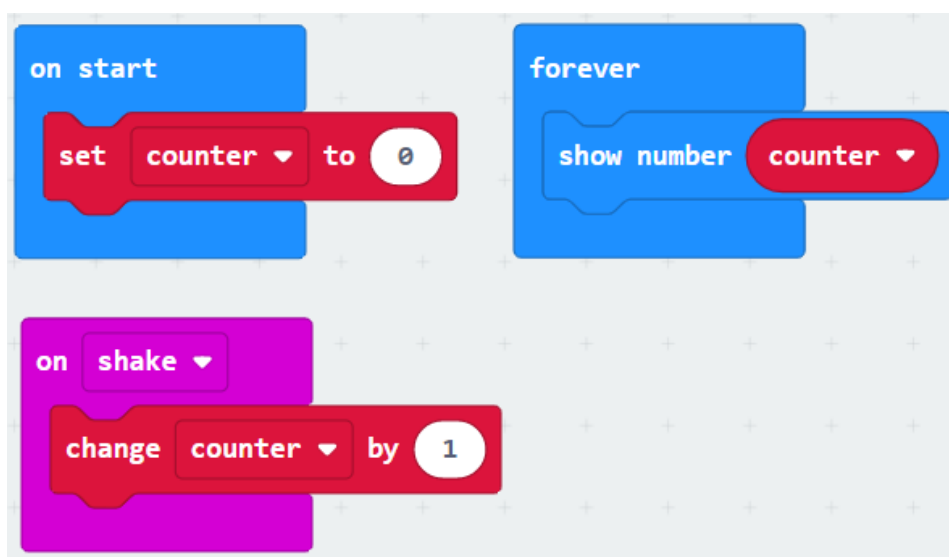 on start
set counter to 0
forever
show number counter
on shake
change counter by 1